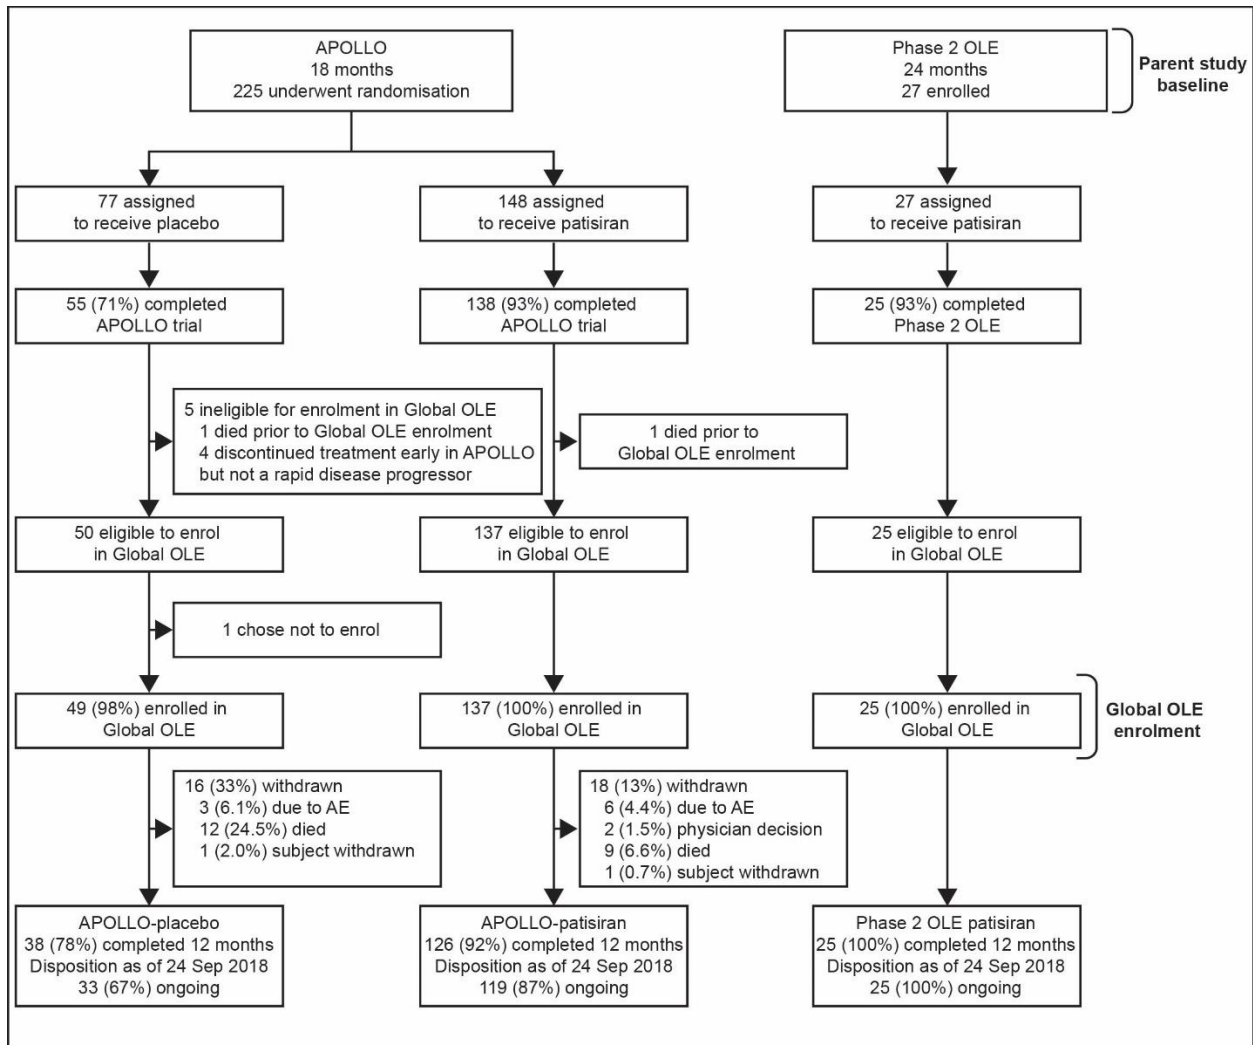 APOLLO
18 months
225 underwent randomisation
Phase 2 OLE
24 months
27 enrolled
Parent study
baseline
77 assigned
to receive placebo
148 assigned
to receive patisiran
27 assigned
to receive patisiran
55 (71%) completed
APOLLO trial
138 (93%) completed
APOLLO trial
25 (93%) completed
Phase 2 OLE
5 ineligible for enrolment in Global OLE
1 died prior to Global OLE enrolment
4 discontinued treatment early in APOLLO
but not a rapid disease progressor
1 died prior to
Global OLE enrolment
50 eligible to enrol
in Global OLE
137 eligible to enrol
in Global OLE
25 eligible to enrol
in Global OLE
1 chose not to enrol
49 (98%) enrolled in
Global OLE
137 (100%) enrolled in
Global OLE
25 (100%) enrolled in
Global OLE
Global OLE
enrolment
16 (33%) withdrawn
3 (6.1%) due to AE
12 (24.5%) died
1 (2.0%) subject withdrawn
18 (13%) withdrawn
6 (4.4%) due to AE
2 (1.5%) physician decision
9 (6.6%) died
1 (0.7%) subject withdrawn
APOLLO-placebo
38 (78%) completed 12 months
Disposition as of 24 Sep 2018
33 (67%) ongoing
APOLLO-patisiran
126 (92%) completed 12 months
Disposition as of 24 Sep 2018
119 (87%) ongoing
Phase 2 OLE patisiran
25 (100%) completed 12 months
Disposition as of 24 Sep 2018
25 (100%) ongoing